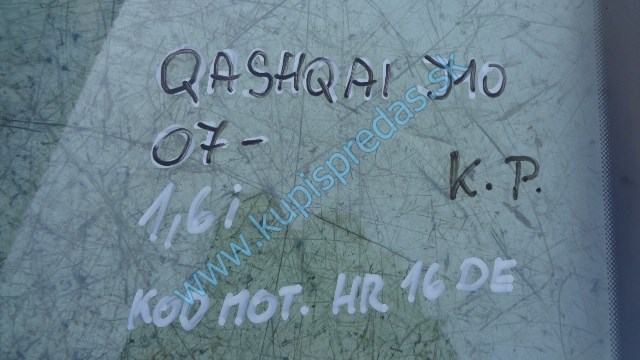 QASHQAI J10
07-
K.P.
1,6i
KOD MOT. HR 16 DE
www.kupispredas.sk